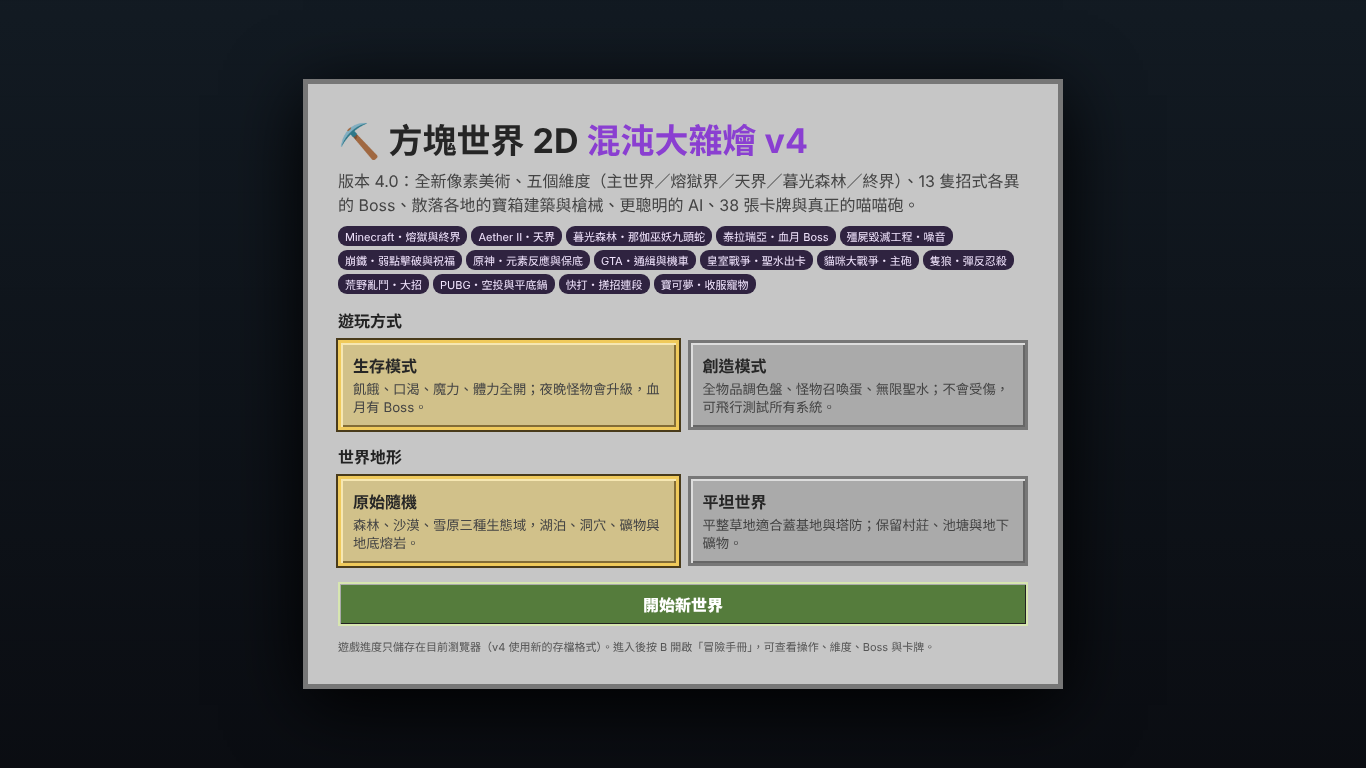 方塊世界 2D 混沌大雜燴 v4
版本 4.0：全新像素美術、五個維度（主世界／熔獄界／天界／暮光森林／終界）、13 隻招式各異
的 Boss、散落各地的寶箱建築與槍械、更聰明的 AI、38 張卡牌與真正的喵喵砲。
Minecraft・熔獄與終界 Aether II・天界 暮光森林・那伽巫妖九頭蛇 泰拉瑞亞・血月 Boss 殭屍毀滅工程・噪音
崩鐵・弱點擊破與祝福 原神・元素反應與保底 GTA・通緝與機車 皇室戰爭・聖水出卡 貓咪大戰爭・主砲 隻狼・彈反忍殺
荒野亂鬥・大招 PUBG・空投與平底鍋 快打・搓招連段 寶可夢・收服寵物
遊玩方式
生存模式
飢餓、口渴、魔力、體力全開；夜晚怪物會升級，血
月有 Boss。
創造模式
全物品調色盤、怪物召喚蛋、無限聖水；不會受傷，
可飛行測試所有系統。
世界地形
原始隨機
森林、沙漠、雪原三種生態域，湖泊、洞穴、礦物與
地底熔岩。
平坦世界
平整草地適合蓋基地與塔防；保留村莊、池塘與地下
礦物。
開始新世界
遊戲進度只儲存在目前瀏覽器（v4 使用新的存檔格式）。進入後按 B 開啟「冒險手冊」，可查看操作、維度、Boss 與卡牌。